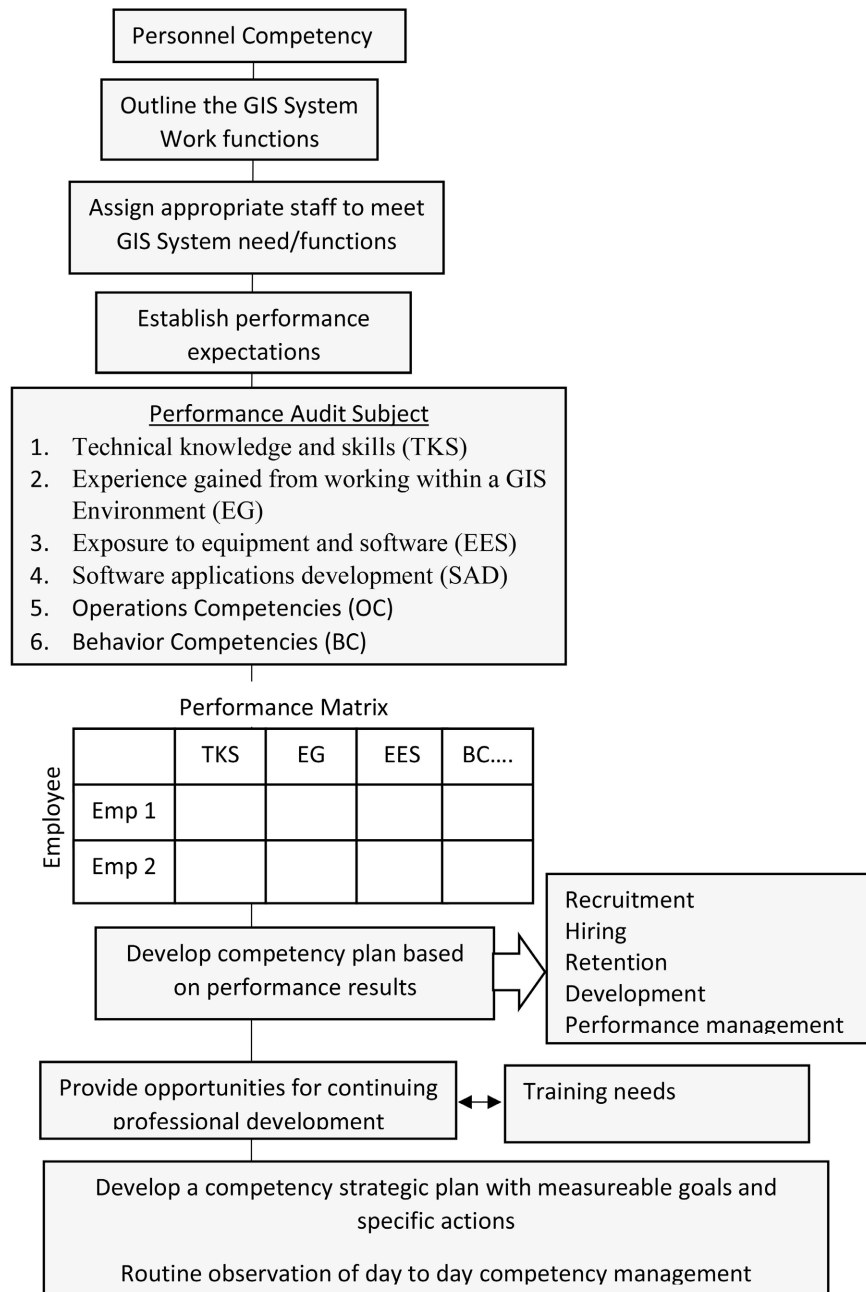 Personnel Competency
Outline the GIS System
Work functions
Assign appropriate staff to meet
GIS System need/functions
Establish performance
expectations
Performance Audit Subject
1. Technical knowledge and skills (TKS)
2. Experience gained from working within a GIS
Environment (EG)
3. Exposure to equipment and software (EES)
4. Software applications development (SAD)
5. Operations Competencies (OC)
6. Behavior Competencies (BC)
Performance Matrix
Employee
TKS EG EES BC….
Emp 1
Emp 2
Develop competency plan based
on performance results
Recruitment
Hiring
Retention
Development
Performance management
Provide opportunities for continuing
professional development
Training needs
Develop a competency strategic plan with measureable goals and
specific actions
Routine observation of day to day competency management